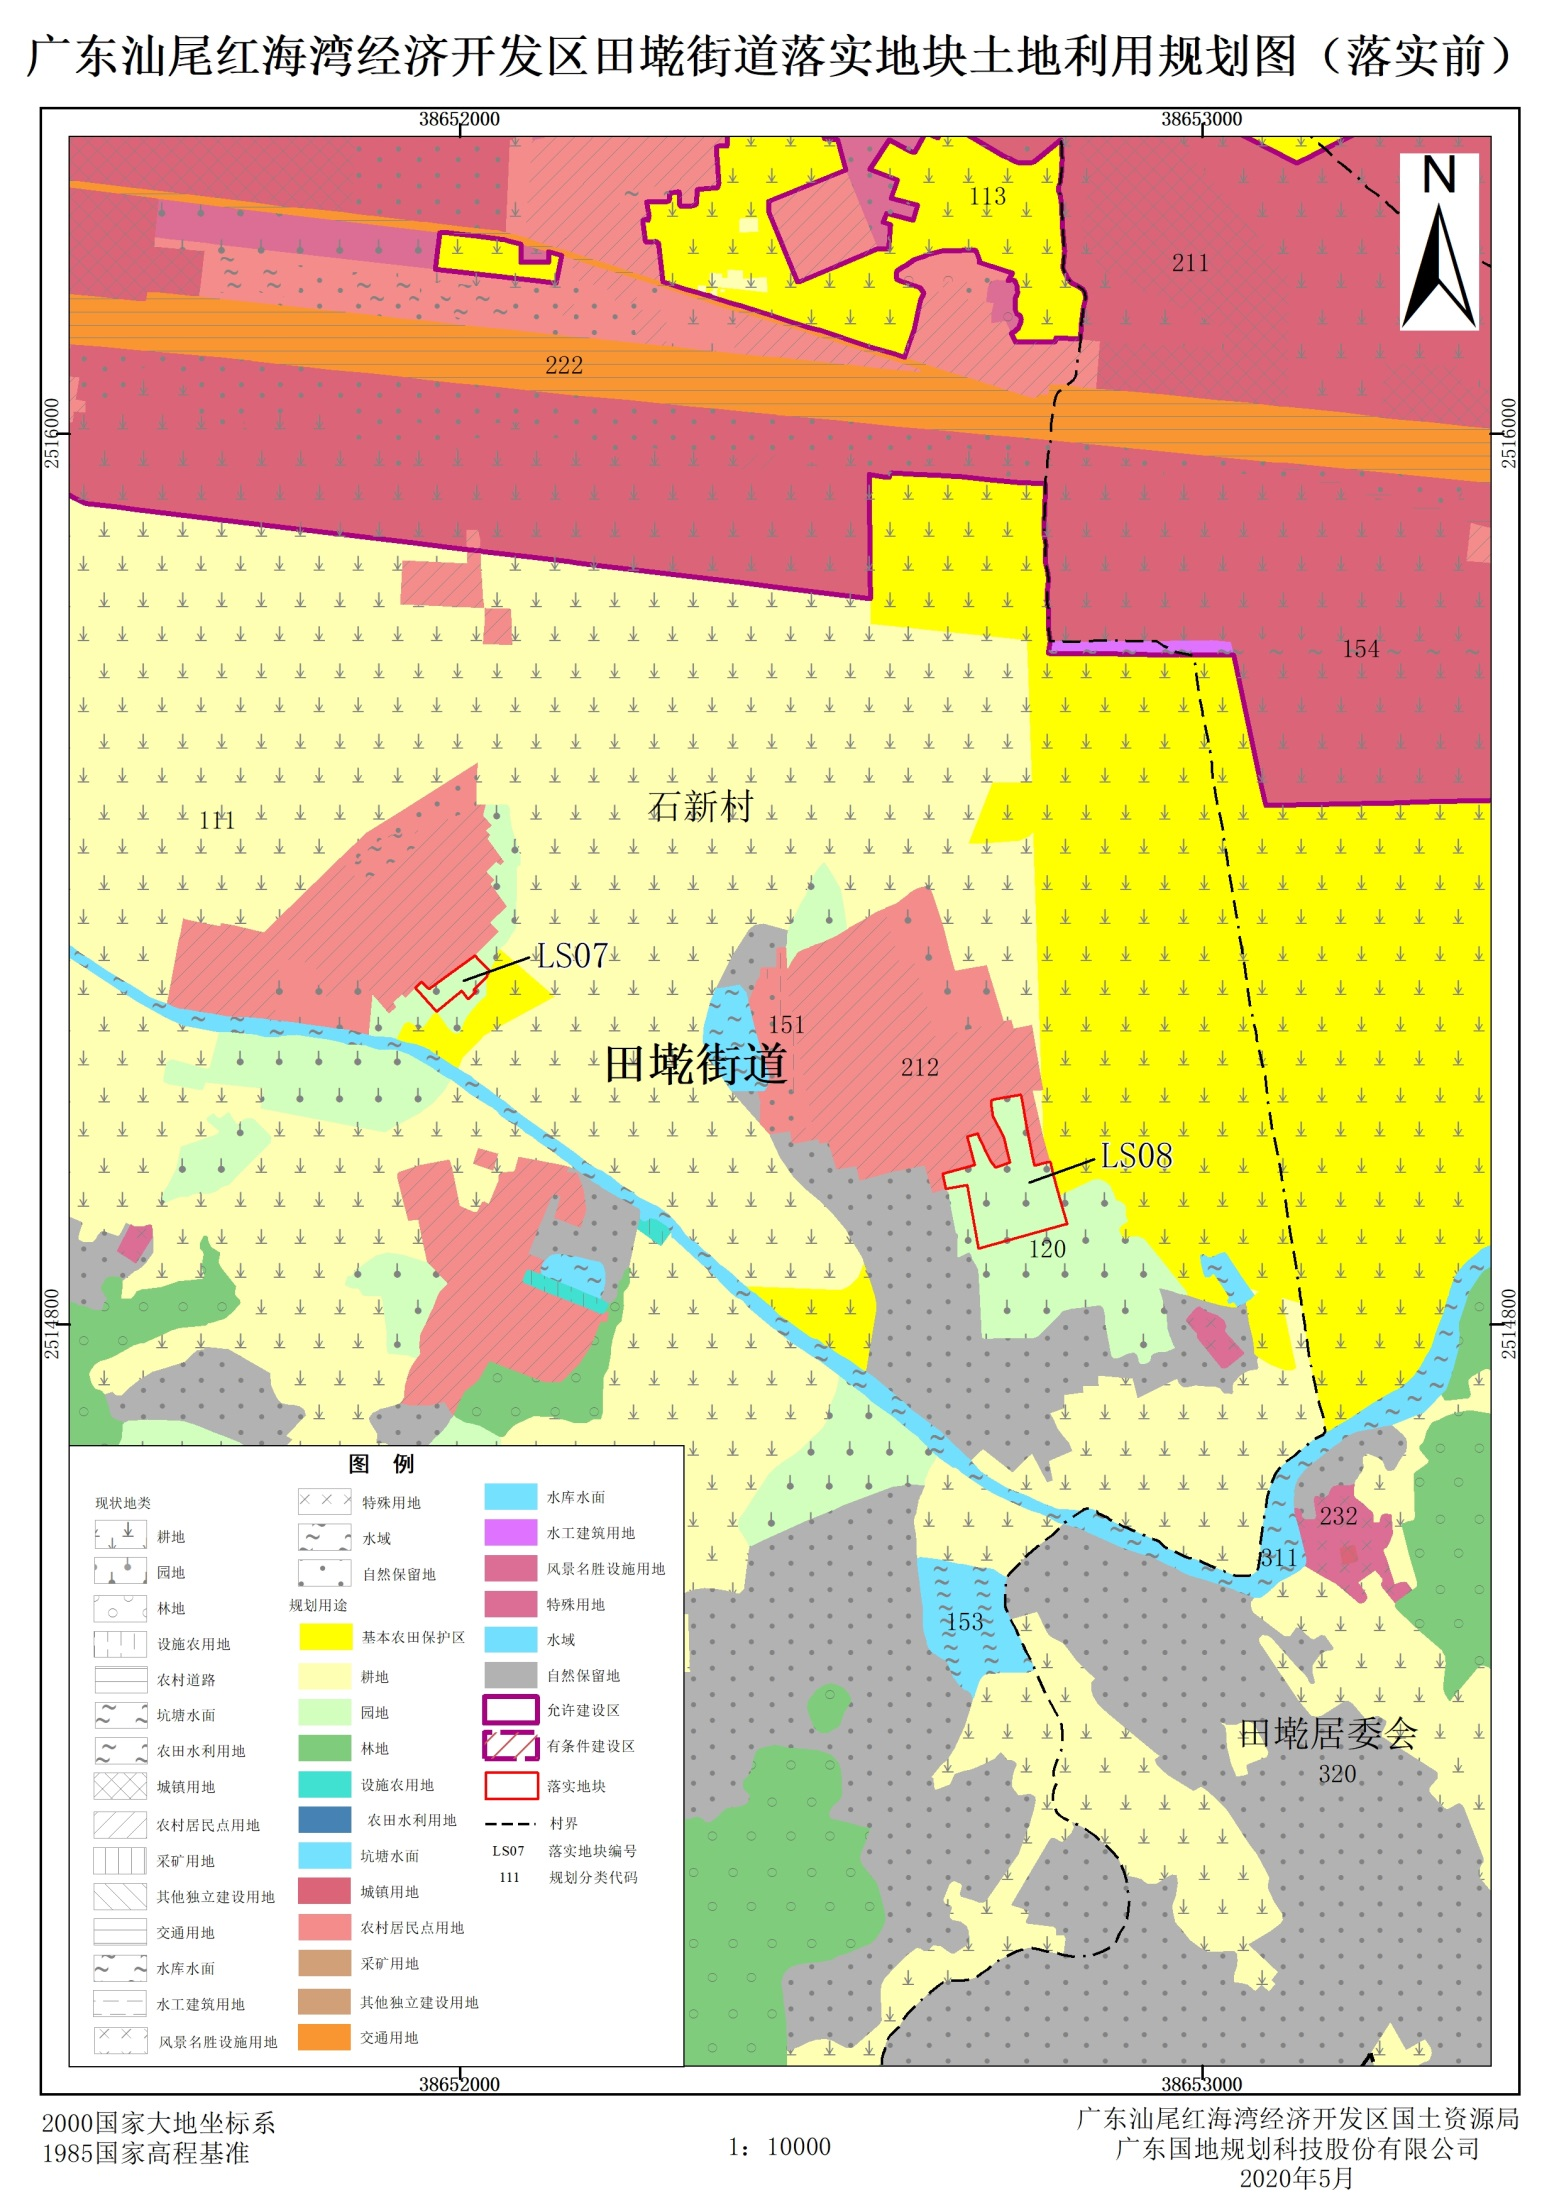 广东汕尾红海湾经济开发区田墘街道落实地块土地利用规划图（落实前）
38652000
38653000
N
113
211
222
2516000
2516000
154
石新村
111
LS07
151
田墘街道
212
LS08
120
2514800
2514800
图 例
现状地类
耕地
园地
林地
设施农用地
农村道路
坑塘水面
农田水利用地
城镇用地
农村居民点用地
采矿用地
其他独立建设用地
交通用地
水库水面
水工建筑用地
风景名胜设施用地
特殊用地
水域
自然保留地
规划用途
基本农田保护区
耕地
园地
林地
设施农用地
农田水利用地
坑塘水面
城镇用地
农村居民点用地
采矿用地
其他独立建设用地
交通用地
水库水面
水工建筑用地
风景名胜设施用地
特殊用地
水域
自然保留地
允许建设区
有条件建设区
落实地块
村界
LS07 落实地块编号
111 规划分类代码
232
311
153
田墘居委会
320
38652000
38653000
2000国家大地坐标系
1985国家高程基准
1：10000
广东汕尾红海湾经济开发区国土资源局
广东国地规划科技股份有限公司
2020年5月